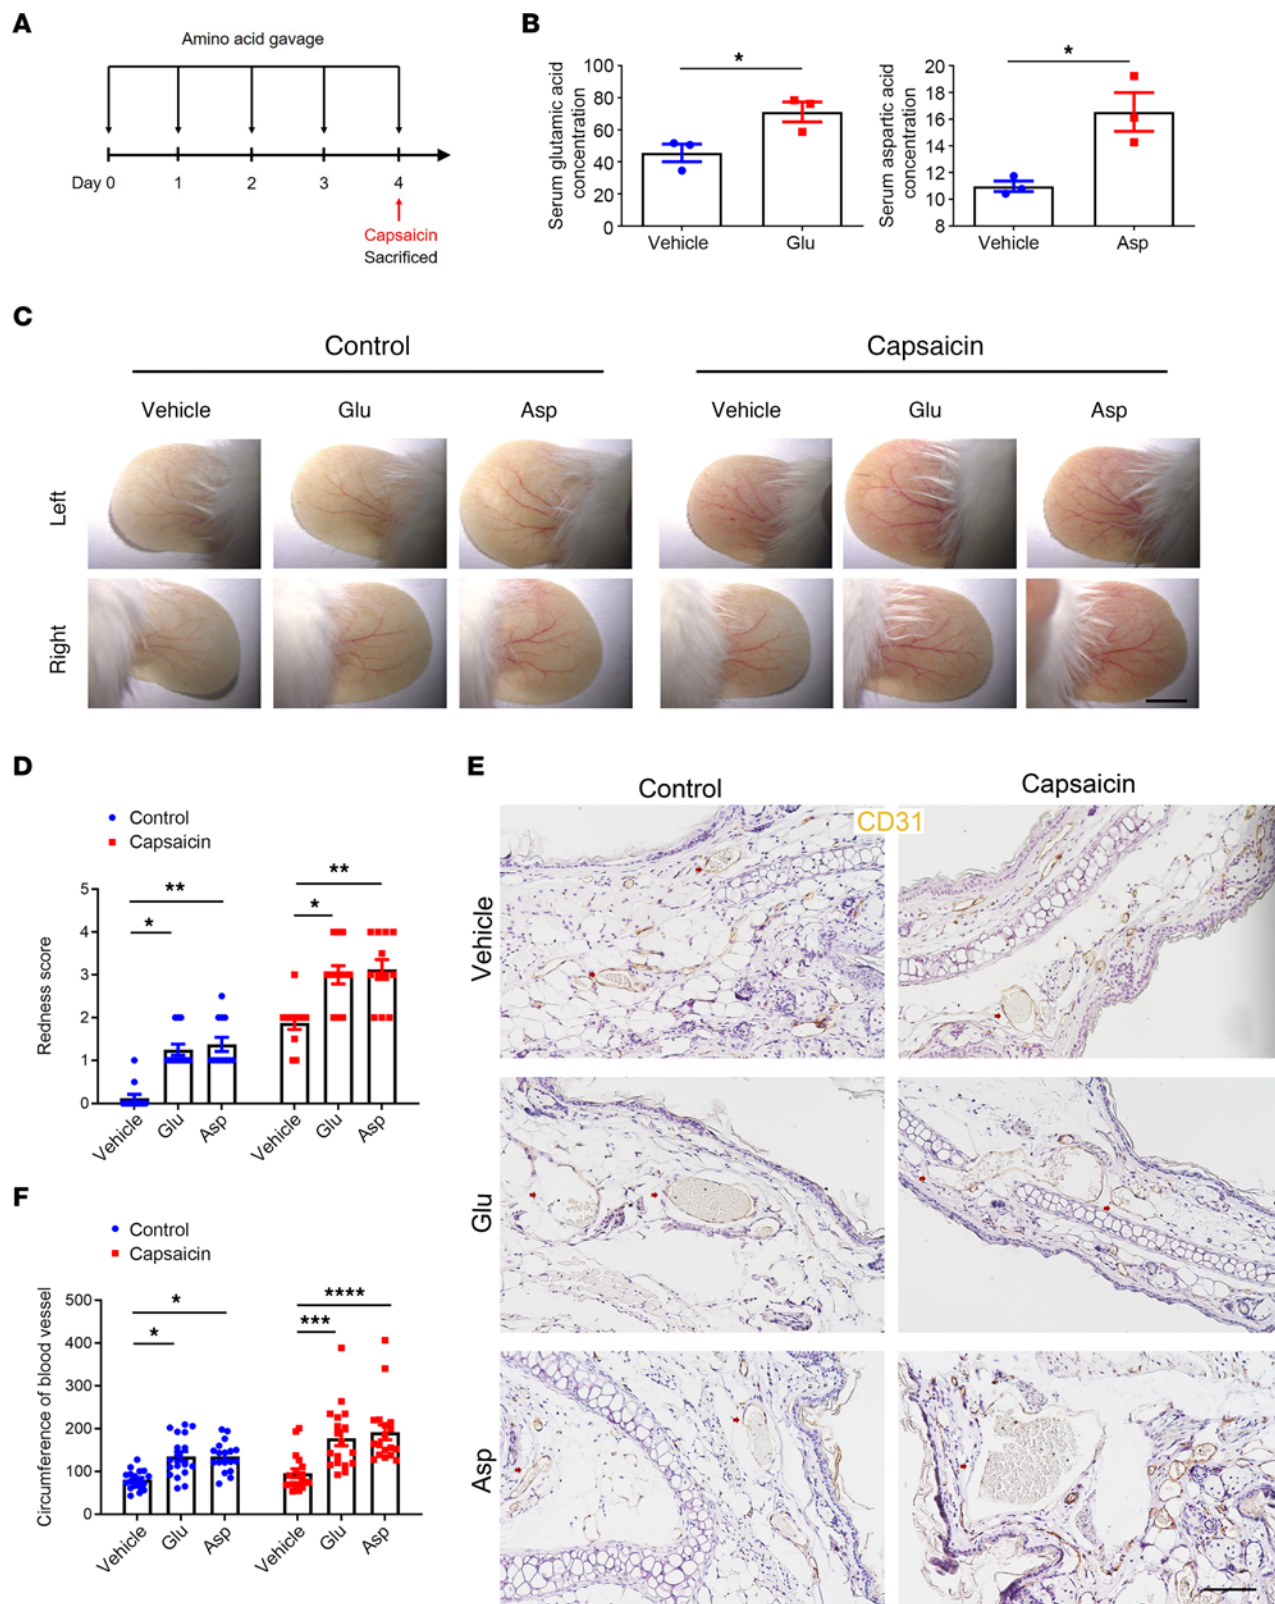 A
Amino acid gavage
Day 0 1 2 3 4
Capsaicin
Sacrificed
B
Serum glutamic acid
concentration
100
80
60
40
20
0
*
Vehicle Glu
Serum aspartic acid
concentration
20
18
16
14
12
10
8
*
Vehicle Asp
C
Control Capsaicin
Vehicle Glu Asp Vehicle Glu Asp
Left
Right
D
Control
Capsaicin
Redness score
5
4
3
2
1
0
** **
* *
Vehicle Glu Asp Vehicle Glu Asp
E
Control Capsaicin
CD31
Vehicle
Glu
Asp
F
Control
Capsaicin
Circumference of blood vessel
500
400
300
200
100
0
* ****
* ***
Vehicle Glu Asp Vehicle Glu Asp